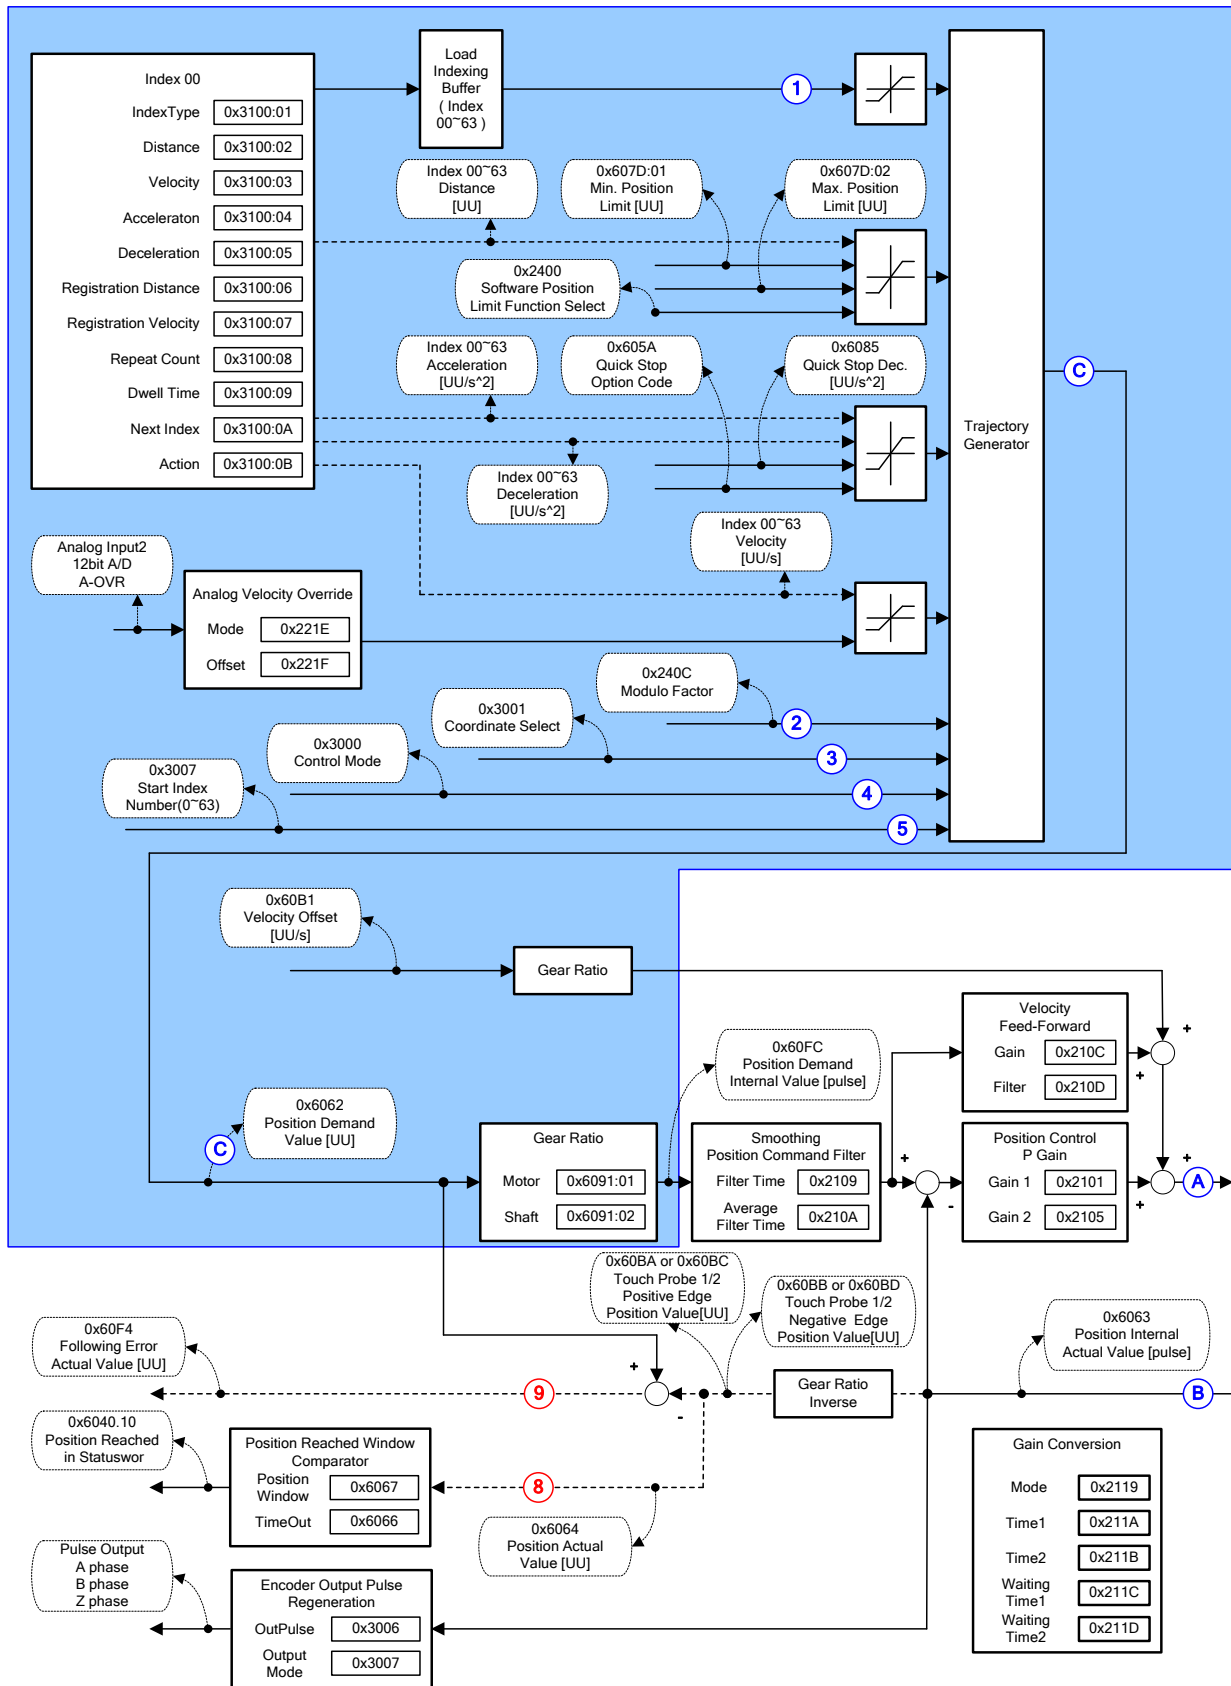 Index 00
IndexType 0x3100:01
Distance 0x3100:02
Velocity 0x3100:03
Acceleraton 0x3100:04
Deceleration 0x3100:05
Registration Distance 0x3100:06
Registration Velocity 0x3100:07
Repeat Count 0x3100:08
Dwell Time 0x3100:09
Next Index 0x3100:0A
Action 0x3100:0B
Load
Indexing
Buffer
( Index
00~63 )
1
Index 00~63
Distance
[UU]
0x607D:01
Min. Position
Limit [UU]
0x607D:02
Max. Position
Limit [UU]
0x2400
Software Position
Limit Function Select
Index 00~63
Acceleration
[UU/s^2]
0x605A
Quick Stop
Option Code
0x6085
Quick Stop Dec.
[UU/s^2]
Index 00~63
Deceleration
[UU/s^2]
Index 00~63
Velocity
[UU/s]
Trajectory
Generator
C
Analog Input2
12bit A/D
A-OVR
Analog Velocity Override
Mode 0x221E
Offset 0x221F
0x240C
Modulo Factor
2
0x3001
Coordinate Select
3
0x3000
Control Mode
4
0x3007
Start Index
Number(0~63)
5
0x60B1
Velocity Offset
[UU/s]
Gear Ratio
Velocity
Feed-Forward
Gain 0x210C
Filter 0x210D
+
+
0x60FC
Position Demand
Internal Value [pulse]
0x6062
Position Demand
Value [UU]
C
Gear Ratio
Motor 0x6091:01
Shaft 0x6091:02
Smoothing
Position Command Filter
Filter Time 0x2109
Average
Filter Time 0x210A
+
-
Position Control
P Gain
Gain 1 0x2101
Gain 2 0x2105
+
+
A
0x60BA or 0x60BC
Touch Probe 1/2
Positive Edge
Position Value[UU]
0x60BB or 0x60BD
Touch Probe 1/2
Negative Edge
Position Value[UU]
0x6063
Position Internal
Actual Value [pulse]
0x60F4
Following Error
Actual Value [UU]
9
+
-
Gear Ratio
Inverse
B
0x6040.10
Position Reached
in Statuswor
Position Reached Window
Comparator
Position
Window 0x6067
TimeOut 0x6066
8
0x6064
Position Actual
Value [UU]
Pulse Output
A phase
B phase
Z phase
Encoder Output Pulse
Regeneration
OutPulse 0x3006
Output
Mode 0x3007
Gain Conversion
Mode 0x2119
Time1 0x211A
Time2 0x211B
Waiting
Time1 0x211C
Waiting
Time2 0x211D